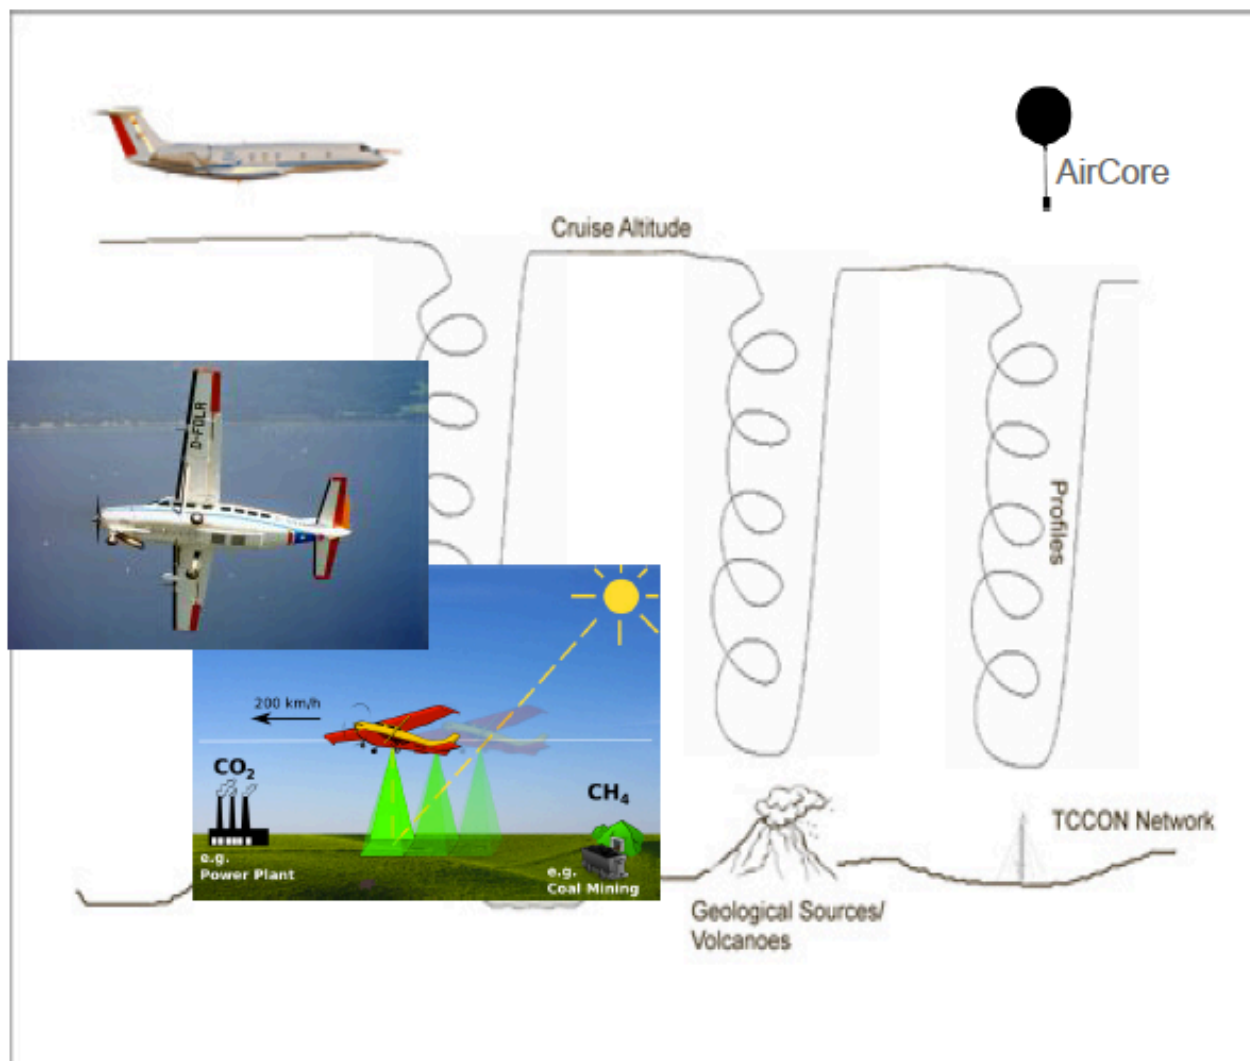 AirCore
Cruise Altitude
D-FDLR
Profiles
200 km/h
CO₂
CH₄
e.g.
Power Plant
e.g.
Coal Mining
TCCON Network
Geological Sources/
Volcanoes